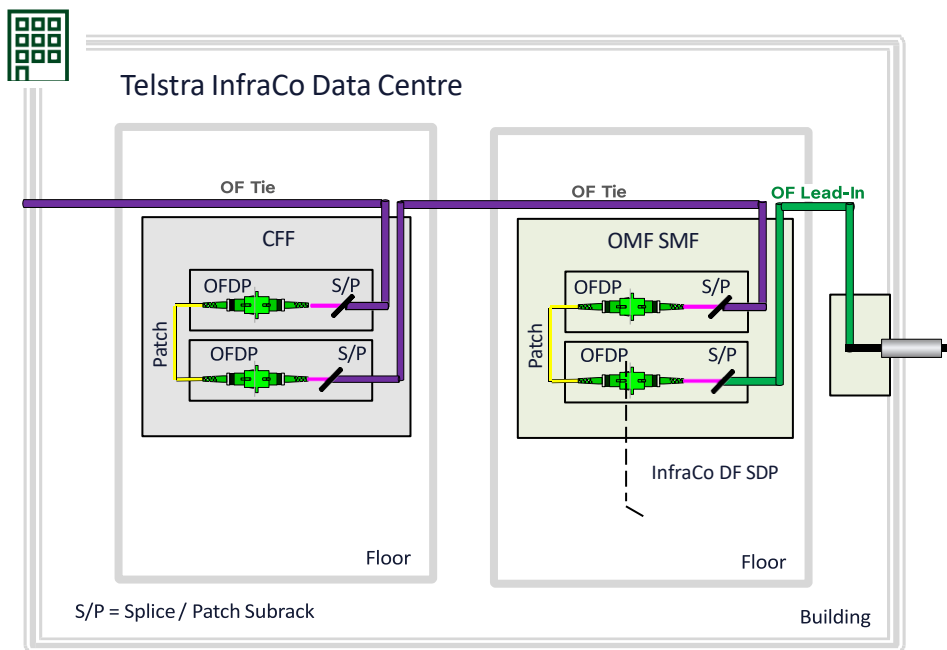 Telstra InfraCo Data Centre
OF Tie
OF Tie
OF Lead-In
CFF
OFDP
S/P
Patch
OFDP
S/P
OMF SMF
OFDP
S/P
Patch
OFDP
S/P
InfraCo DF SDP
Floor
Floor
S/P = Splice / Patch Subrack
Building